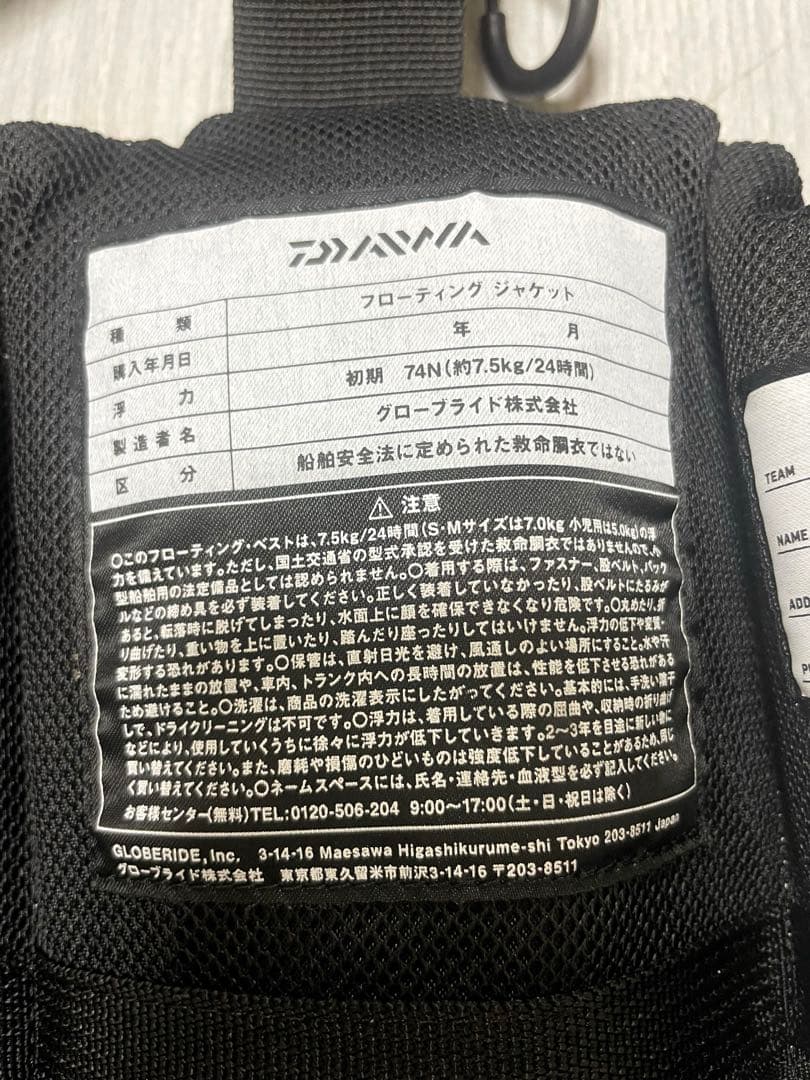 DAIWA
種 類 フローティング ジャケット
購入年月日 年 月
浮 力 初期 74N(約7.5kg/24時間)
製造者名 グローブライド株式会社
区 分 船舶安全法に定められた救命胴衣ではない
⚠ 注意
○このフローティング・ベストは、7.5kg/24時間(S・Mサイズは7.0kg 小児用は5.0kg)の浮
力を備えています。ただし、国土交通省の型式承認を受けた救命胴衣ではありませんので、小
型船舶用の法定備品としては認められません。○着用する際は、ファスナー、股ベルト、バック
ルなどの締め具を必ず装着してください。正しく装着していなかったり、股ベルトにたるみが
あると、転落時に脱げてしまったり、水面上に顔を確保できなくなり危険です。○丸めたり、折
り曲げたり、重い物を上に置いたり、踏んだり座ったりしてはいけません。浮力の低下や変質・
変形する恐れがあります。○保管は、直射日光を避け、風通しのよい場所にすること。水や汗
に濡れたままの放置や、車内、トランク内への長時間の放置は、性能を低下させる恐れがある
ため避けること。○洗濯は、商品の洗濯表示にしたがってください。基本的には、手洗い陰干
しで、ドライクリーニングは不可です。○浮力は、着用している際の屈曲や、収納時の折り曲げ
などにより、使用していくうちに徐々に浮力が低下していきます。2〜3年を目途に新しい物に
買い替えてください。また、磨耗や損傷のひどいものは強度低下していることがあるため、同じ
く買い替えてください。○ネームスペースには、氏名・連絡先・血液型を必ず記入してください。
お客様センター(無料)TEL:0120-506-204 9:00〜17:00(土・日・祝日は除く)
GLOBERIDE, Inc. 3-14-16 Maesawa Higashikurume-shi Tokyo 203-8511 Japan
グローブライド株式会社 東京都東久留米市前沢3-14-16 〒203-8511
TEAM
NAME